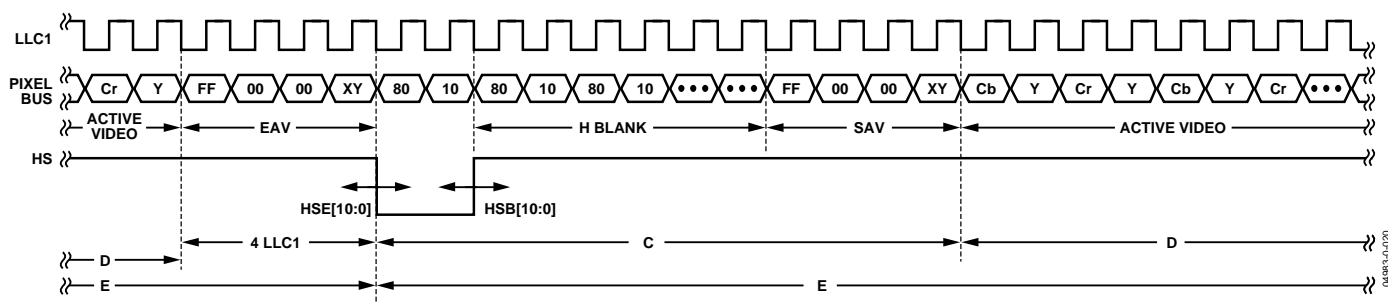 LLC1
PIXEL BUS Cr Y FF 00 00 XY 80 10 80 10 80 10 ••• ••• FF 00 00 XY Cb Y Cr Y Cb Y Cr •••
ACTIVE VIDEO EAV H BLANK SAV ACTIVE VIDEO
HS
HSE[10:0] HSB[10:0]
4 LLC1 C D
D
E E
04983-0-020